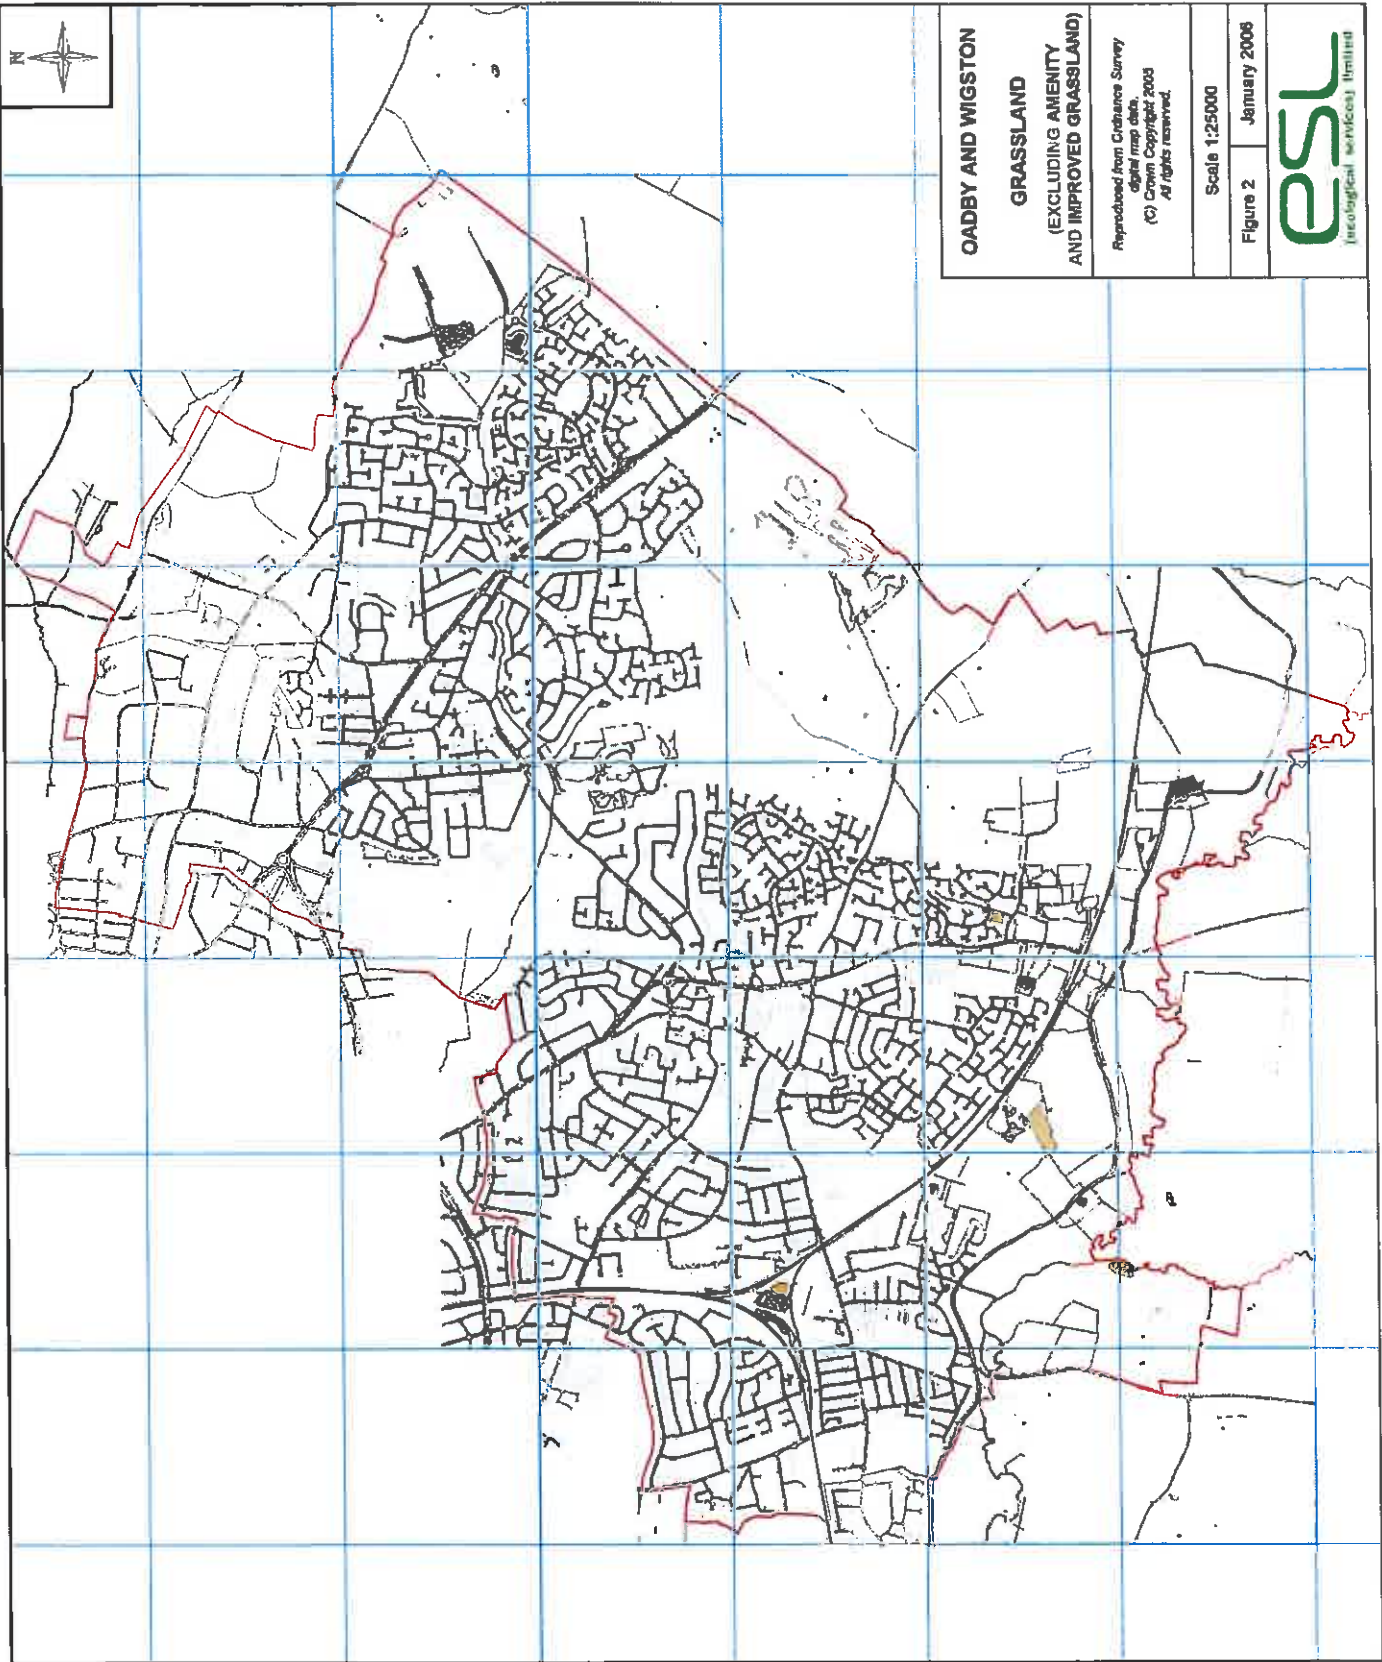 N
OADBY AND WIGSTON
GRASSLAND
(EXCLUDING AMENITY
AND IMPROVED GRASSLAND)
Reproduced from Ordnance Survey
digital map data.
(C) Crown Copyright 2005
All rights reserved.
Scale 1:25000
Figure 2
January 2006
esl
(ecological services) limited